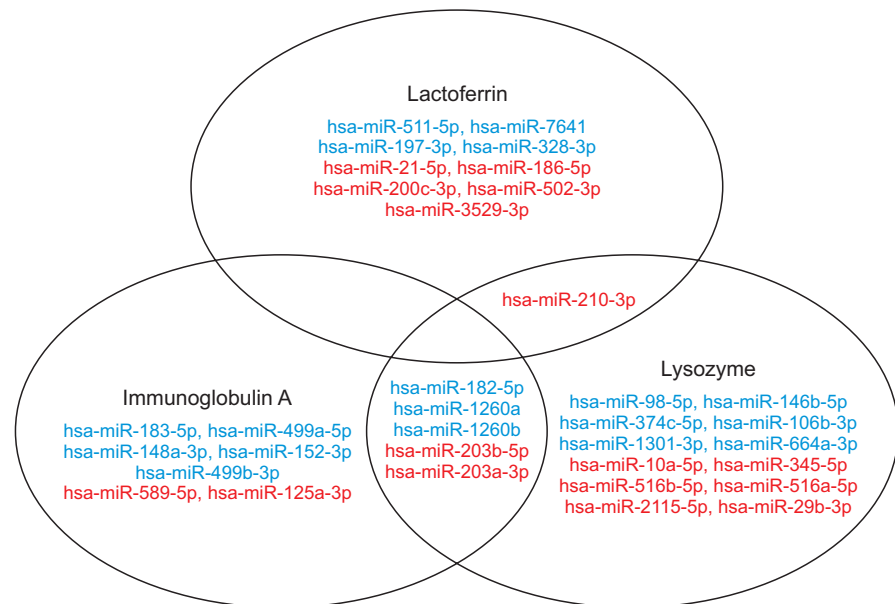 Lactoferrin
hsa-miR-511-5p, hsa-miR-7641
hsa-miR-197-3p, hsa-miR-328-3p
hsa-miR-21-5p, hsa-miR-186-5p
hsa-miR-200c-3p, hsa-miR-502-3p
hsa-miR-3529-3p
hsa-miR-210-3p
Immunoglobulin A
hsa-miR-183-5p, hsa-miR-499a-5p
hsa-miR-148a-3p, hsa-miR-152-3p
hsa-miR-499b-3p
hsa-miR-589-5p, hsa-miR-125a-3p
hsa-miR-182-5p
hsa-miR-1260a
hsa-miR-1260b
hsa-miR-203b-5p
hsa-miR-203a-3p
Lysozyme
hsa-miR-98-5p, hsa-miR-146b-5p
hsa-miR-374c-5p, hsa-miR-106b-3p
hsa-miR-1301-3p, hsa-miR-664a-3p
hsa-miR-10a-5p, hsa-miR-345-5p
hsa-miR-516b-5p, hsa-miR-516a-5p
hsa-miR-2115-5p, hsa-miR-29b-3p